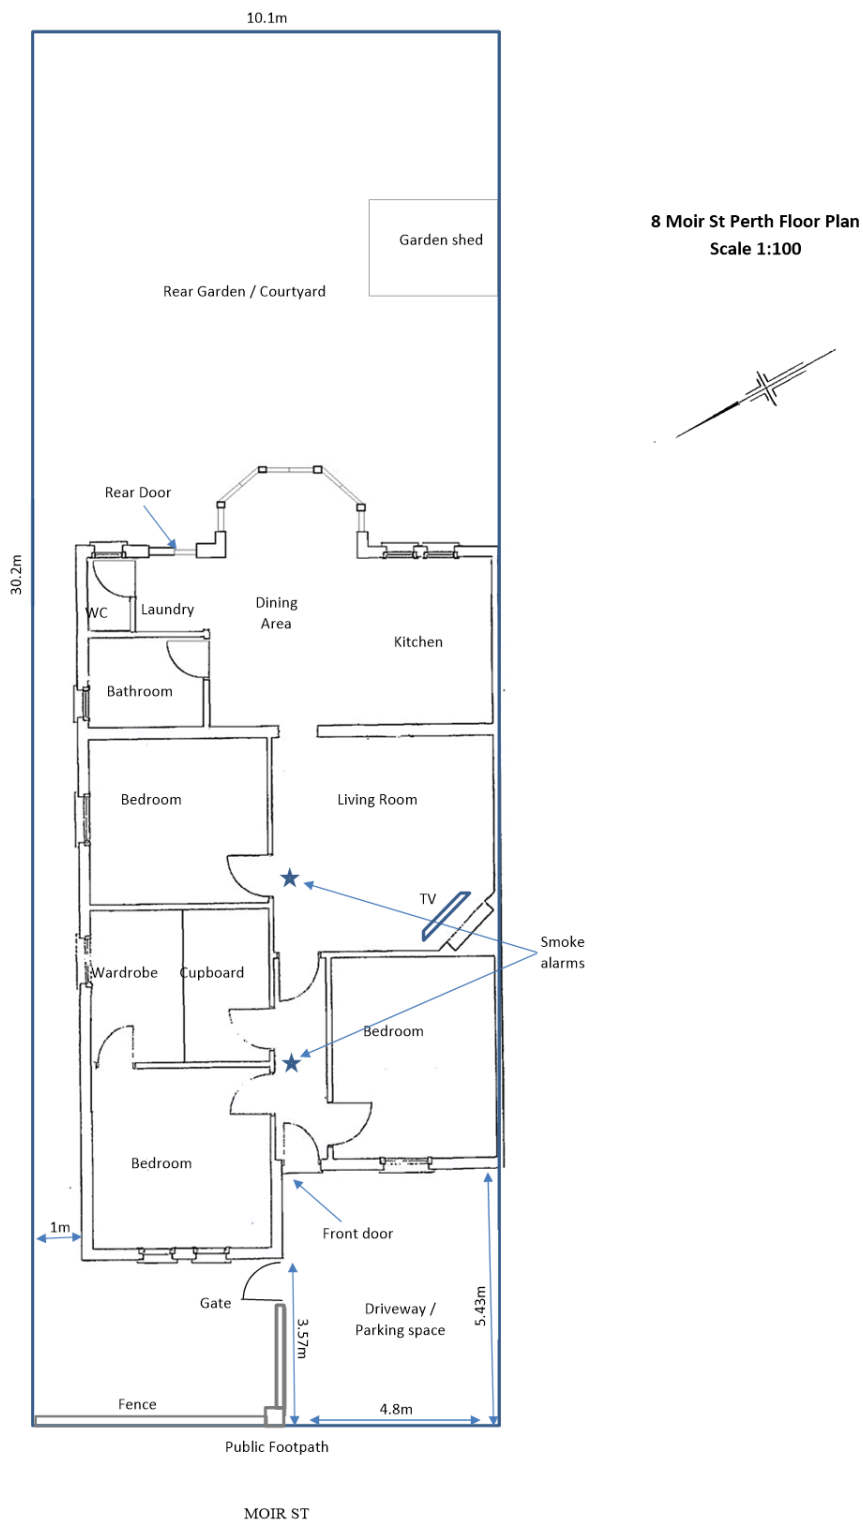 10.1m
8 Moir St Perth Floor Plan
Scale 1:100
Garden shed
Rear Garden / Courtyard
Rear Door
30.2m
WC
Laundry
Dining
Area
Kitchen
Bathroom
Bedroom
Living Room
TV
Smoke
alarms
Wardrobe
Cupboard
Bedroom
Bedroom
1m
Front door
Gate
3.57m
Driveway /
Parking space
5.43m
Fence
4.8m
Public Footpath
MOIR ST